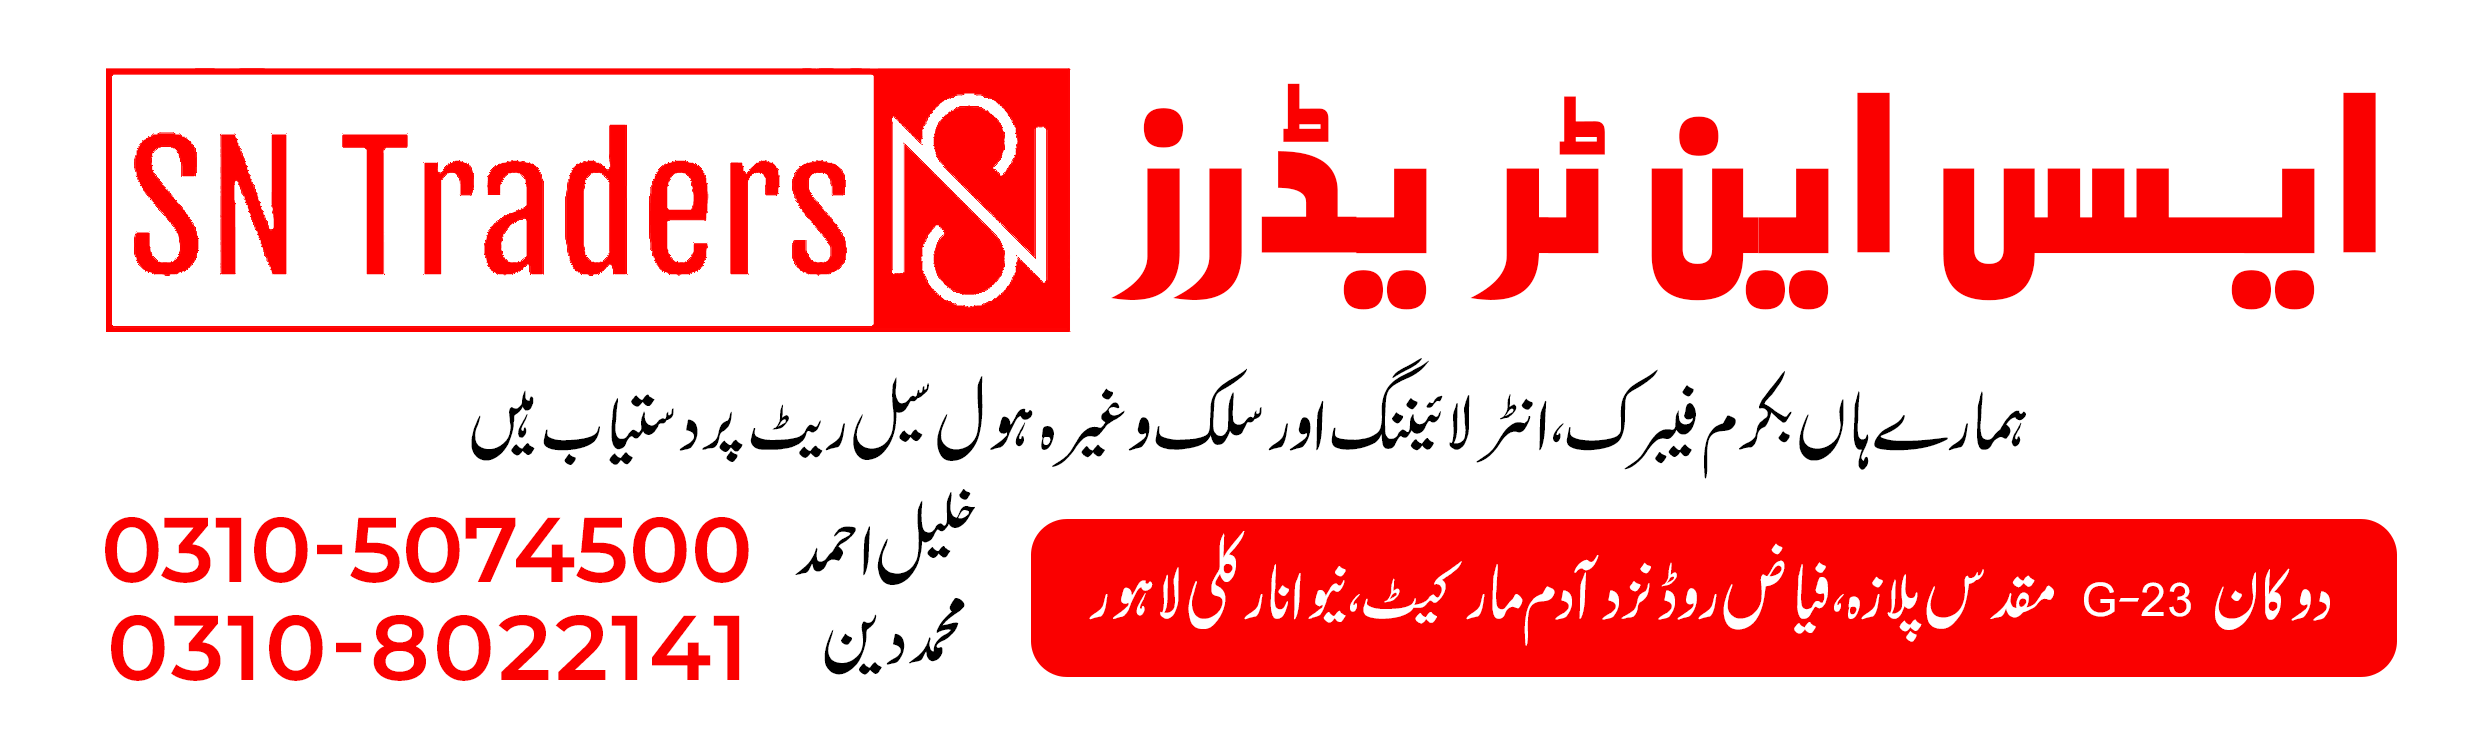 ایس این ٹریڈرز
SN Traders
ہمارے ہاں بکرم فیبرک، انٹرلائیننگ اور سلک وغیرہ ہول سیل ریٹ پر دستیاب ہیں
خلیل احمد 0310-5074500
محمد دین 0310-8022141
دوکان G-23 مقدس پلازہ، فیاض روڈ نزد آدم مارکیٹ، نیو انارکلی لاہور